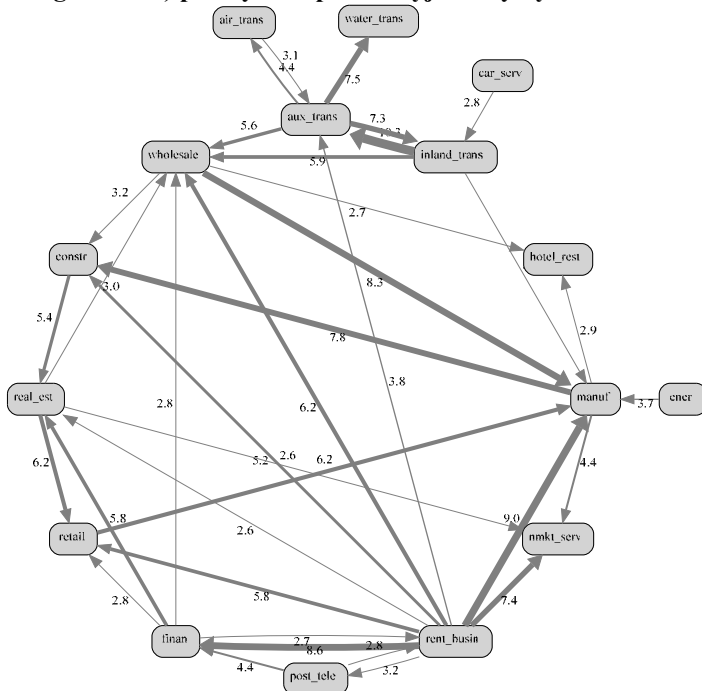 air_trans
water_trans
3.1
4.4
7.5
car_serv
2.8
aux_trans
7.3
10.3
5.6
wholesale
5.9
inland_trans
3.2
2.7
constr
hotel_rest
3.0
8.3
5.4
7.8
2.9
real_est
2.8
3.8
manuf
ener
3.7
6.2
6.2
5.2
2.6
6.2
4.4
5.8
9.0
retail
2.6
nmkt_serv
2.8
5.8
7.4
finan
rent_busin
2.7
8.6
2.8
4.4
post_tele
3.2